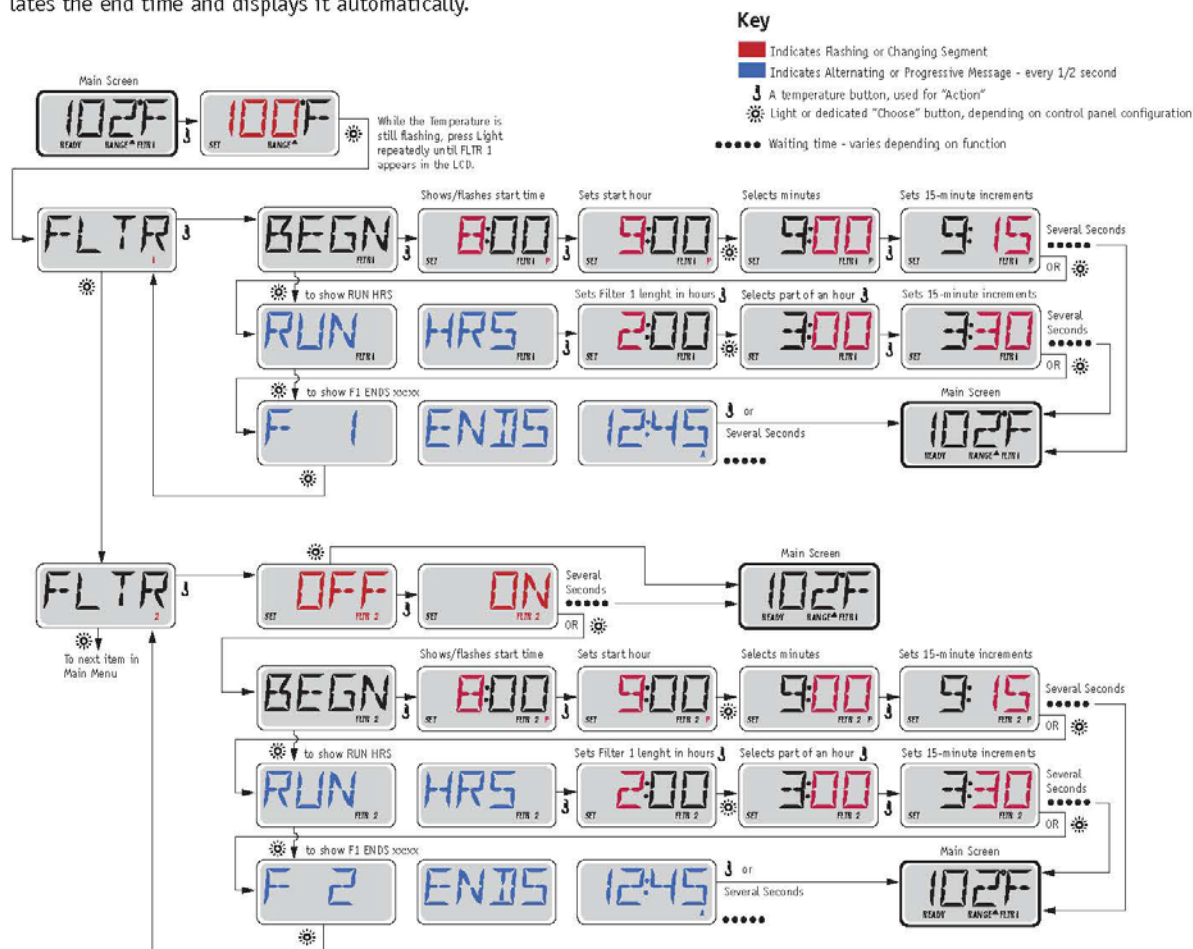 lates the end time and displays it automatically.
Key
Indicates Flashing or Changing Segment
Indicates Alternating or Progressive Message - every 1/2 second
A temperature button, used for "Action"
Light or dedicated "Choose" button, depending on control panel configuration
Waiting time - varies depending on function
Main Screen
102°F
READY RANGE FLTR 1
100°F
SET RANGE
While the Temperature is
still flashing, press Light
repeatedly until FLTR 1
appears in the LCD.
Shows/flashes start time
Sets start hour
Selects minutes
Sets 15-minute increments
FLTR
1
BEGN
FLTR 1
8:00
SET FLTR 1 P
9:00
SET FLTR 1 P
9:00
SET FLTR 1 P
9:15
SET FLTR 1 P
Several Seconds
OR
to show RUN HRS
Sets Filter 1 lenght in hours
Selects part of an hour
Sets 15-minute increments
RUN
FLTR 1
HRS
FLTR 1
2:00
SET FLTR 1
3:00
SET FLTR 1
3:30
SET FLTR 1
Several
Seconds
OR
to show F1 ENDS xx:xx
F 1
ENDS
12:45
A
or
Several Seconds
Main Screen
102°F
READY RANGE FLTR 1
FLTR
2
To next item in
Main Menu
OFF
SET FLTR 2
ON
SET FLTR 2
Several
Seconds
OR
Main Screen
102°F
READY RANGE FLTR 1
Shows/flashes start time
Sets start hour
Selects minutes
Sets 15-minute increments
BEGN
FLTR 2
8:00
SET FLTR 2 P
9:00
SET FLTR 2 P
9:00
SET FLTR 2 P
9:15
SET FLTR 2 P
Several Seconds
OR
to show RUN HRS
Sets Filter 1 lenght in hours
Selects part of an hour
Sets 15-minute increments
RUN
FLTR 2
HRS
FLTR 2
2:00
SET FLTR 2
3:00
SET FLTR 2
3:30
SET FLTR 2
Several
Seconds
OR
to show F1 ENDS xx:xx
F 2
ENDS
12:45
A
or
Several Seconds
Main Screen
102°F
READY RANGE FLTR 1